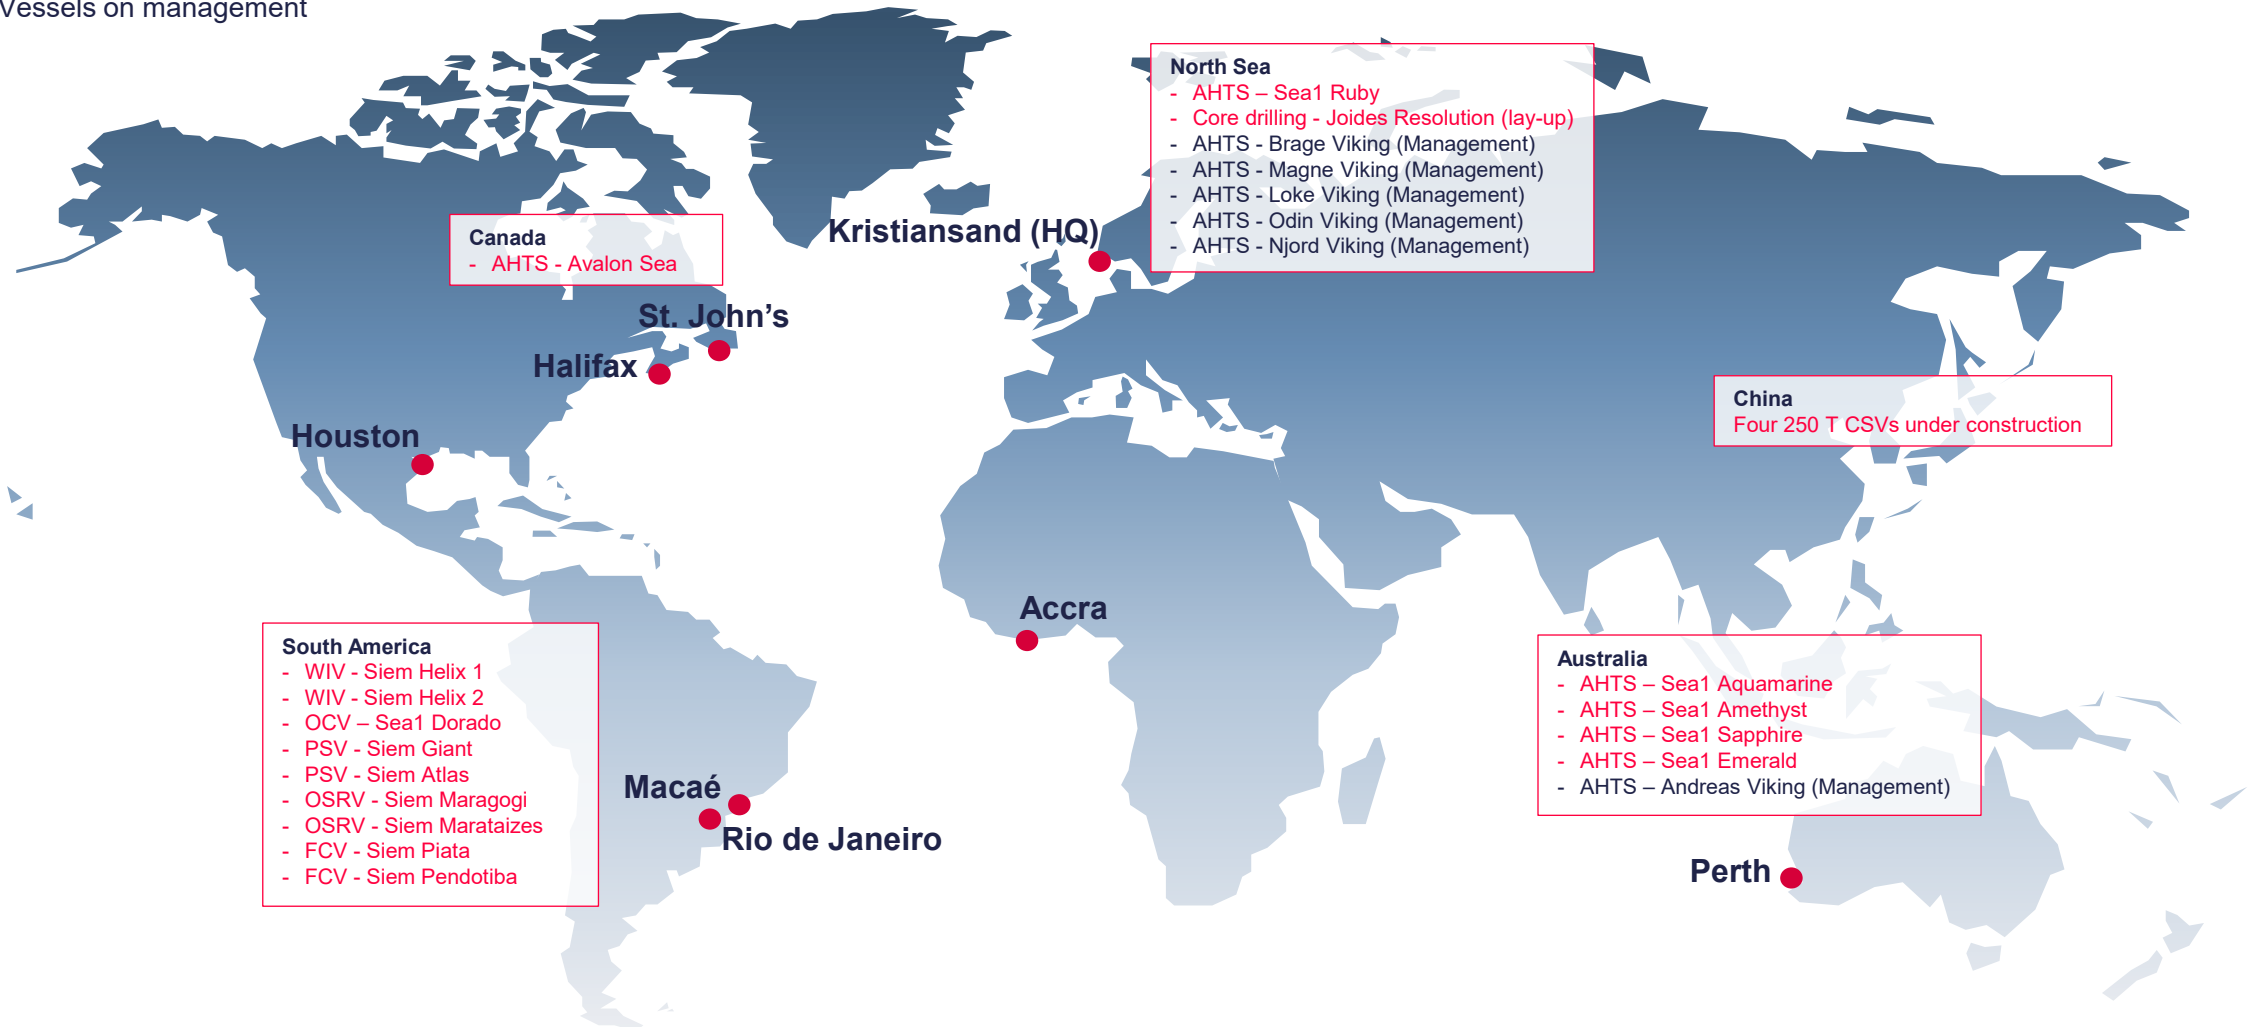 Vessels on management
North Sea
- AHTS – Sea1 Ruby
- Core drilling - Joides Resolution (lay-up)
- AHTS - Brage Viking (Management)
- AHTS - Magne Viking (Management)
- AHTS - Loke Viking (Management)
- AHTS - Odin Viking (Management)
- AHTS - Njord Viking (Management)
Kristiansand (HQ)
Canada
- AHTS - Avalon Sea
St. John’s
Halifax
China
Four 250 T CSVs under construction
Houston
Accra
South America
- WIV - Siem Helix 1
- WIV - Siem Helix 2
- OCV – Sea1 Dorado
- PSV - Siem Giant
- PSV - Siem Atlas
- OSRV - Siem Maragogi
- OSRV - Siem Marataizes
- FCV - Siem Piata
- FCV - Siem Pendotiba
Australia
- AHTS – Sea1 Aquamarine
- AHTS – Sea1 Amethyst
- AHTS – Sea1 Sapphire
- AHTS – Sea1 Emerald
- AHTS – Andreas Viking (Management)
Macaé
Rio de Janeiro
Perth